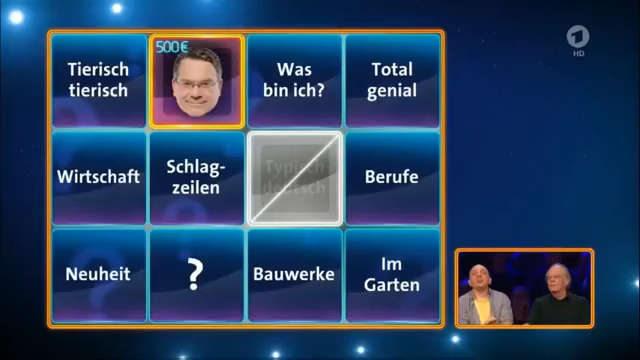 Tierisch
tierisch
500€
Was
bin ich?
Total
genial
Wirtschaft
Schlag-
zeilen
Typisch
deutsch
Berufe
Neuheit
?
Bauwerke
Im
Garten
1
HD